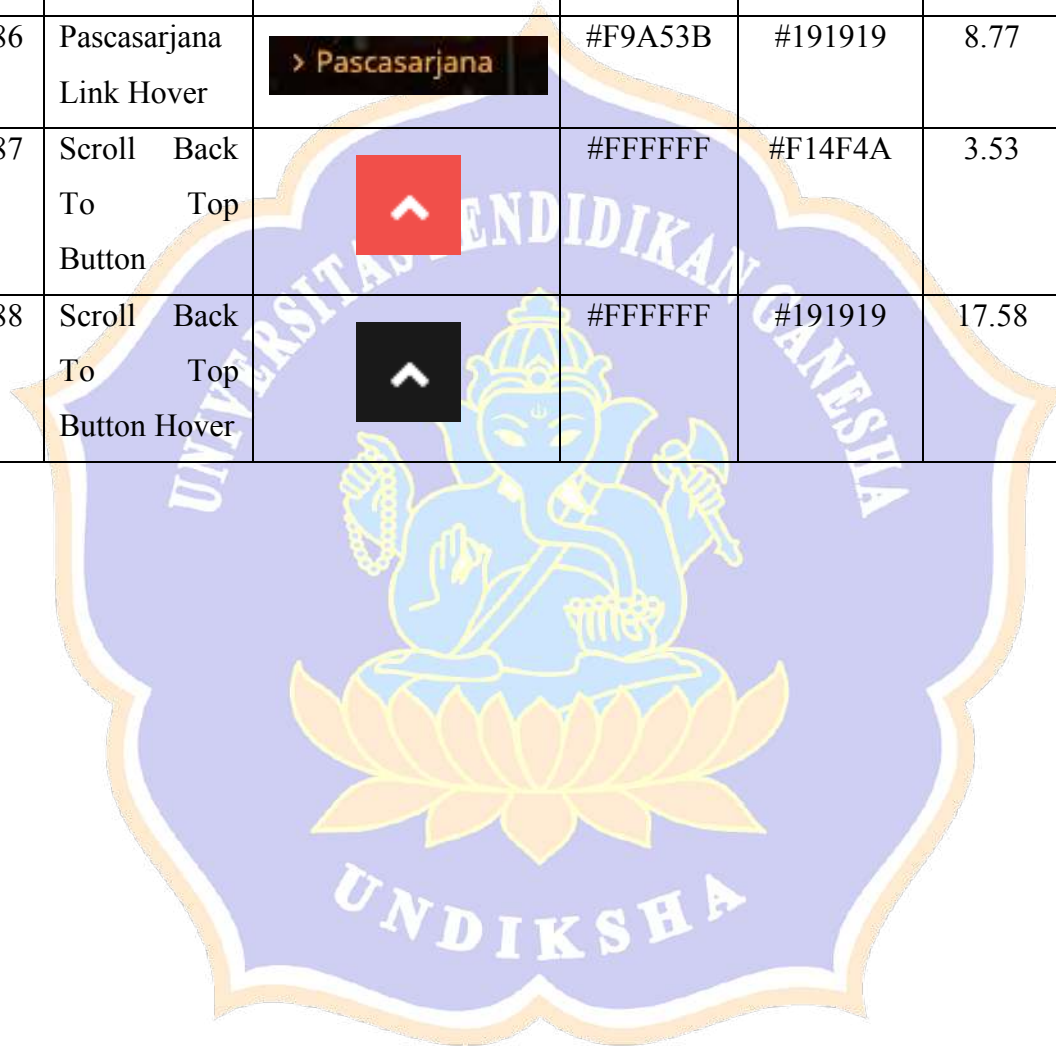 86 Pascasarjana Link Hover > Pascasarjana #F9A53B #191919 8.77
87 Scroll Back To Top Button #FFFFFF #F14F4A 3.53
88 Scroll Back To Top Button Hover #FFFFFF #191919 17.58
UNIVERSITAS PENDIDIKAN GANESHA
UNDIKSHA